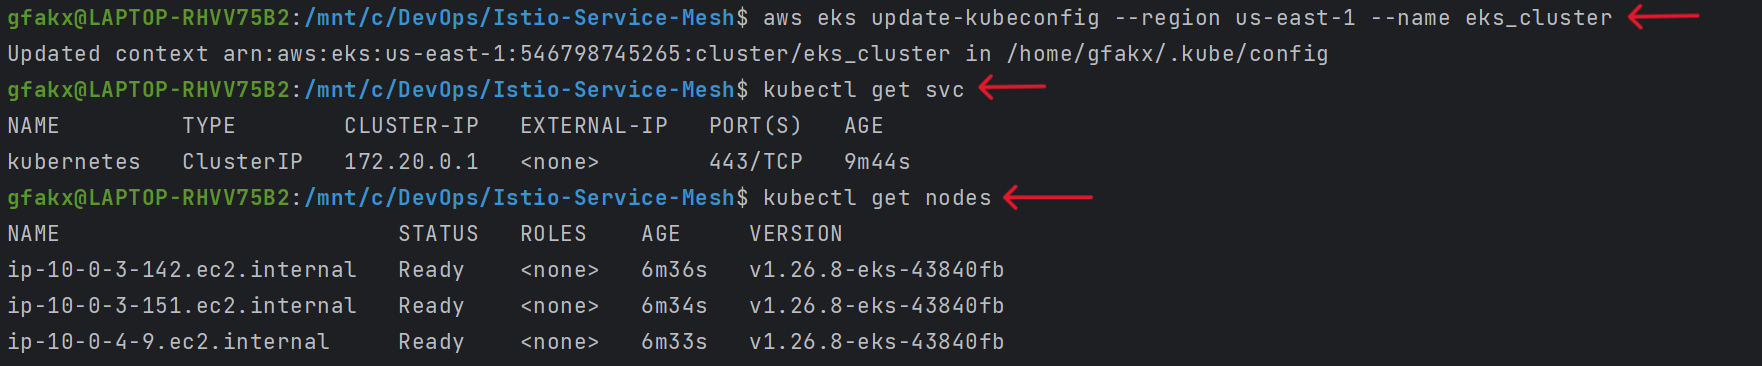 gfakx@LAPTOP-RHVV75B2:/mnt/c/DevOps/Istio-Service-Mesh$ aws eks update-kubeconfig --region us-east-1 --name eks_cluster
Updated context arn:aws:eks:us-east-1:546798745265:cluster/eks_cluster in /home/gfakx/.kube/config
gfakx@LAPTOP-RHVV75B2:/mnt/c/DevOps/Istio-Service-Mesh$ kubectl get svc
NAME         TYPE        CLUSTER-IP   EXTERNAL-IP   PORT(S)   AGE
kubernetes   ClusterIP   172.20.0.1   <none>        443/TCP   9m44s
gfakx@LAPTOP-RHVV75B2:/mnt/c/DevOps/Istio-Service-Mesh$ kubectl get nodes
NAME                         STATUS   ROLES    AGE     VERSION
ip-10-0-3-142.ec2.internal   Ready    <none>   6m36s   v1.26.8-eks-43840fb
ip-10-0-3-151.ec2.internal   Ready    <none>   6m34s   v1.26.8-eks-43840fb
ip-10-0-4-9.ec2.internal     Ready    <none>   6m33s   v1.26.8-eks-43840fb